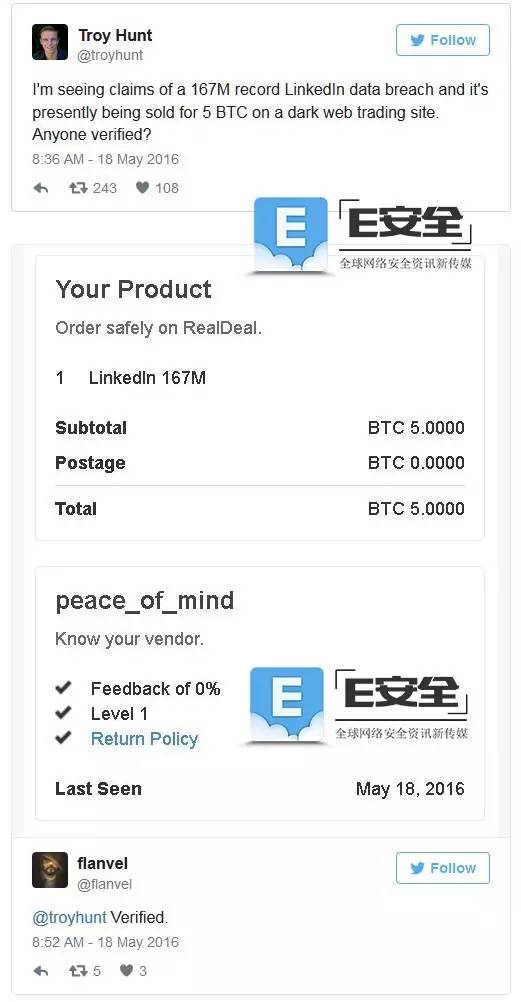 Troy Hunt
@troyhunt
Follow
I'm seeing claims of a 167M record LinkedIn data breach and it's
presently being sold for 5 BTC on a dark web trading site.
Anyone verified?
8:36 AM - 18 May 2016
243 108
E E安全
全球网络安全资讯新传媒
Your Product
Order safely on RealDeal.
1 LinkedIn 167M
Subtotal BTC 5.0000
Postage BTC 0.0000
Total BTC 5.0000
peace_of_mind
Know your vendor.
Feedback of 0%
Level 1
Return Policy
E E安全
全球网络安全资讯新传媒
Last Seen May 18, 2016
flanvel
@flanvel
Follow
@troyhunt Verified.
8:52 AM - 18 May 2016
5 3